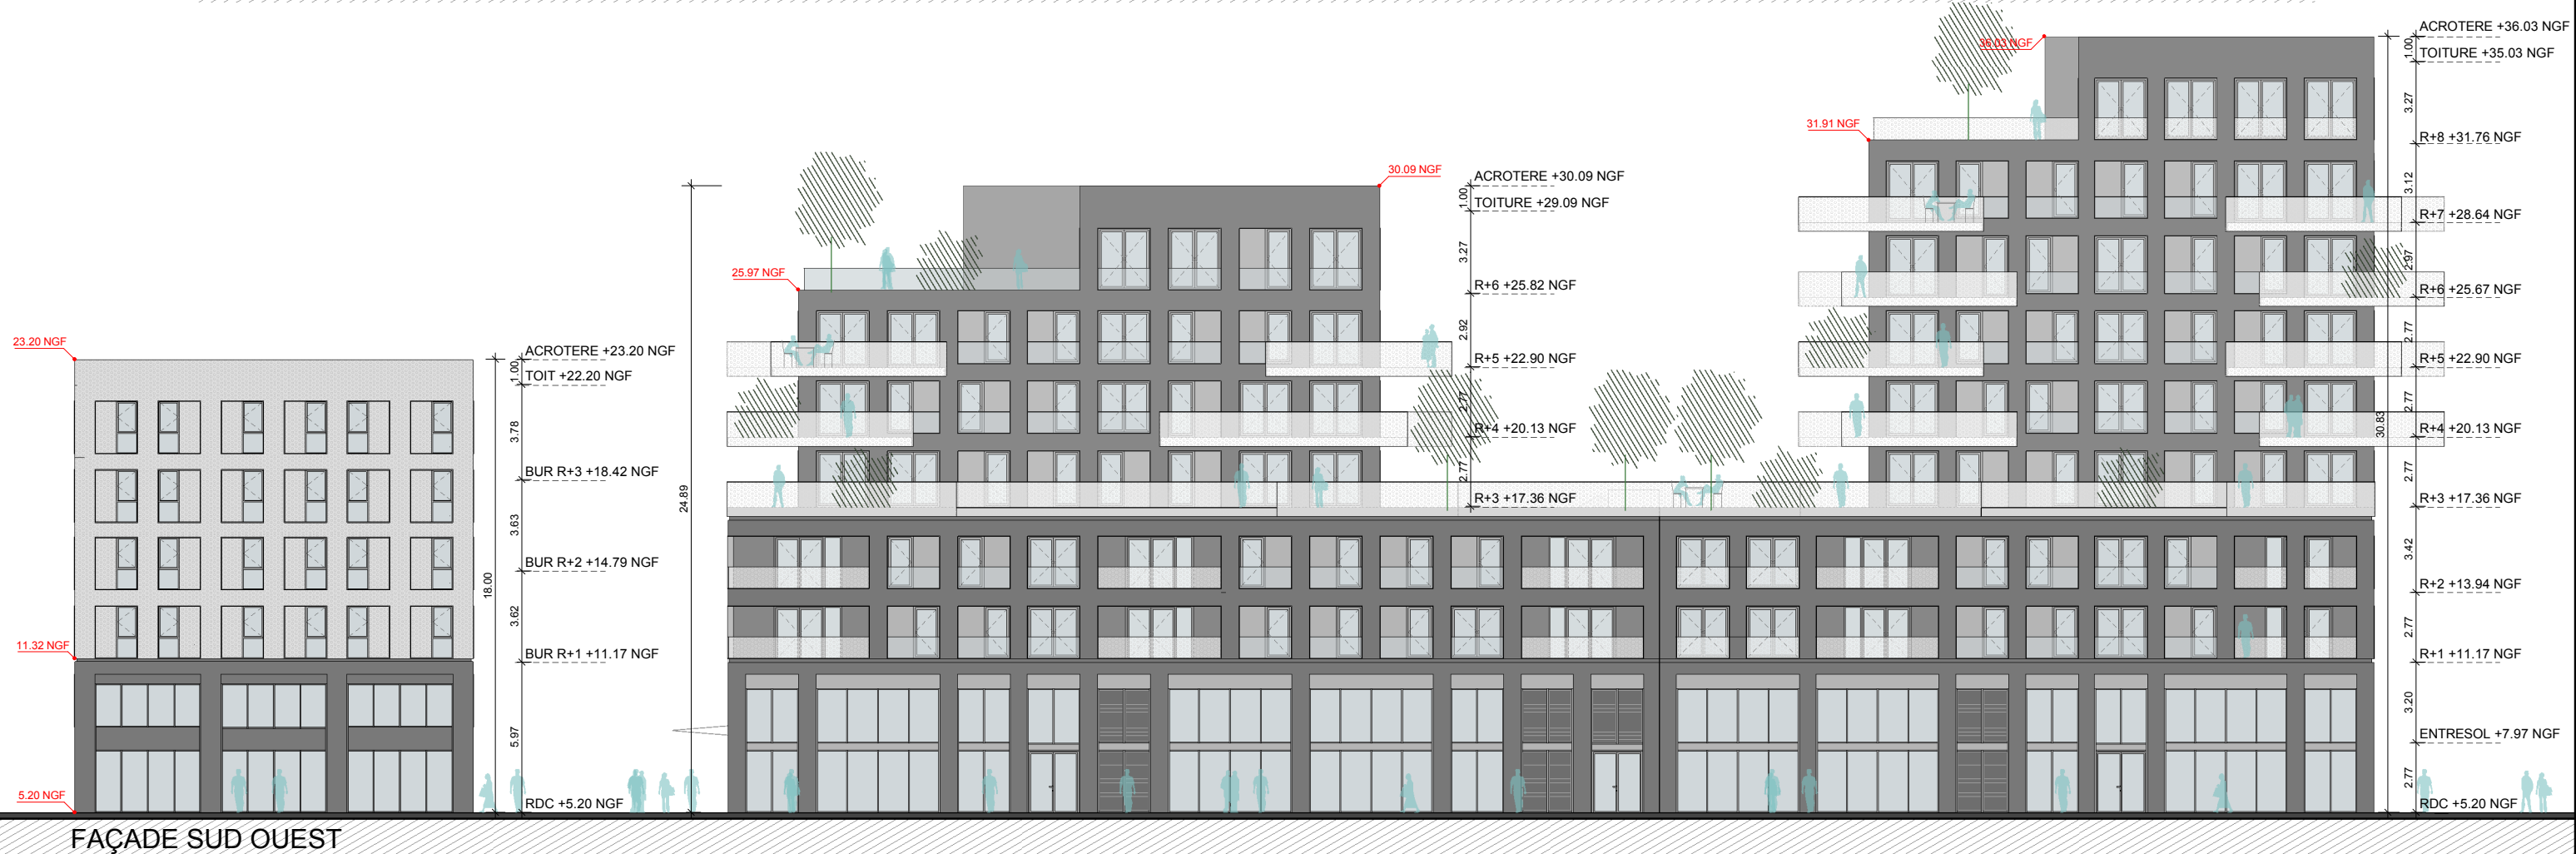 23.20 NGF
11.32 NGF
5.20 NGF
ACROTERE +23.20 NGF
1.00
TOIT +22.20 NGF
3.78
BUR R+3 +18.42 NGF
3.63
BUR R+2 +14.79 NGF
18.00
3.62
BUR R+1 +11.17 NGF
5.97
RDC +5.20 NGF
24.89
25.97 NGF
30.09 NGF
ACROTERE +30.09 NGF
1.00
TOITURE +29.09 NGF
3.27
R+6 +25.82 NGF
2.92
R+5 +22.90 NGF
2.77
R+4 +20.13 NGF
2.77
R+3 +17.36 NGF
31.91 NGF
36.03 NGF
ACROTERE +36.03 NGF
1.00
TOITURE +35.03 NGF
3.27
R+8 +31.76 NGF
3.12
R+7 +28.64 NGF
2.97
R+6 +25.67 NGF
2.77
R+5 +22.90 NGF
2.77
30.83
R+4 +20.13 NGF
2.77
R+3 +17.36 NGF
3.42
R+2 +13.94 NGF
2.77
R+1 +11.17 NGF
3.20
ENTRESOL +7.97 NGF
2.77
RDC +5.20 NGF
FAÇADE SUD OUEST